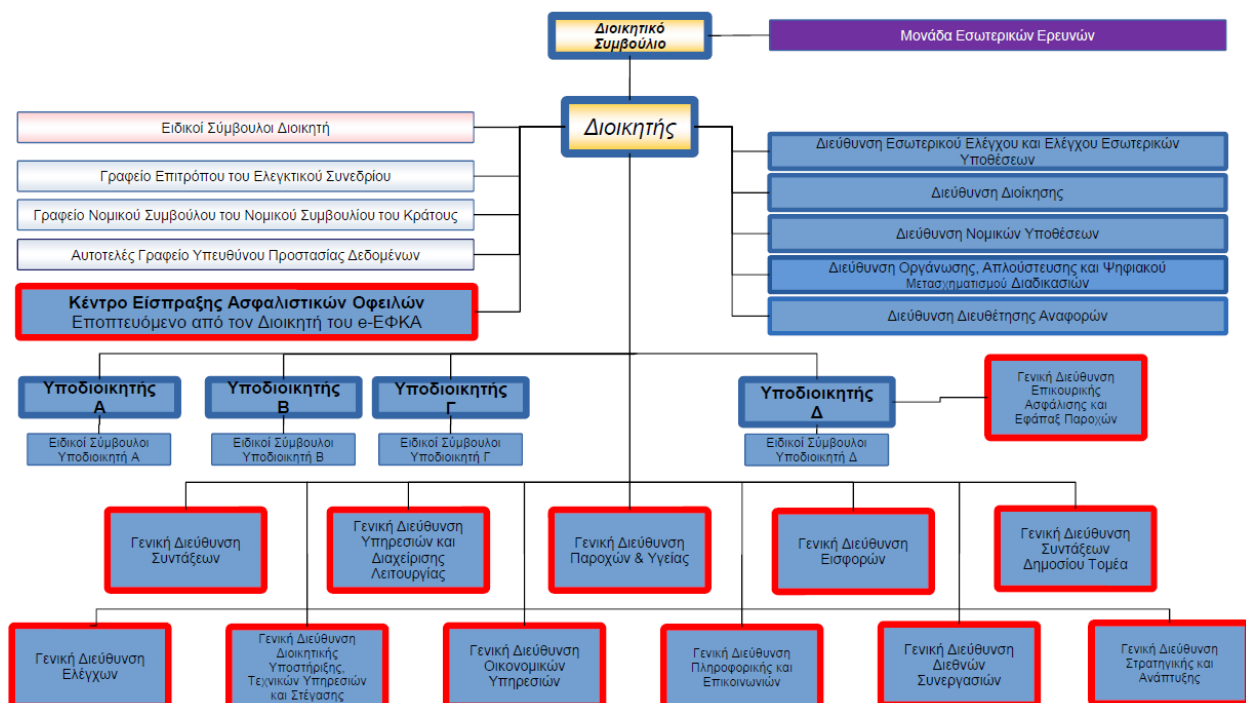 Διοικητικό
Συμβούλιο
Μονάδα Εσωτερικών Ερευνών
Διοικητής
Ειδικοί Σύμβουλοι Διοικητή
Γραφείο Επιτρόπου του Ελεγκτικού Συνεδρίου
Γραφείο Νομικού Συμβούλου του Νομικού Συμβουλίου του Κράτους
Αυτοτελές Γραφείο Υπευθύνου Προστασίας Δεδομένων
Κέντρο Είσπραξης Ασφαλιστικών Οφειλών
Εποπτευόμενο από τον Διοικητή του e-ΕΦΚΑ
Διεύθυνση Εσωτερικού Ελέγχου και Ελέγχου Εσωτερικών
Υποθέσεων
Διεύθυνση Διοίκησης
Διεύθυνση Νομικών Υποθέσεων
Διεύθυνση Οργάνωσης, Απλούστευσης και Ψηφιακού
Μετασχηματισμού Διαδικασιών
Διεύθυνση Διευθέτησης Αναφορών
Υποδιοικητής
Α
Υποδιοικητής
Β
Υποδιοικητής
Γ
Υποδιοικητής
Δ
Γενική Διεύθυνση
Επικουρικής
Ασφάλισης και
Εφάπαξ Παροχών
Ειδικοί Σύμβουλοι
Υποδιοικητή Α
Ειδικοί Σύμβουλοι
Υποδιοικητή Β
Ειδικοί Σύμβουλοι
Υποδιοικητή Γ
Ειδικοί Σύμβουλοι
Υποδιοικητή Δ
Γενική Διεύθυνση
Συντάξεων
Γενική Διεύθυνση
Υπηρεσιών και
Διαχείρισης
Λειτουργίας
Γενική Διεύθυνση
Παροχών & Υγείας
Γενική Διεύθυνση
Εισφορών
Γενική Διεύθυνση
Συντάξεων
Δημοσίου Τομέα
Γενική Διεύθυνση
Ελέγχων
Γενική Διεύθυνση
Διοικητικής
Υποστήριξης,
Τεχνικών Υπηρεσιών
και Στέγασης
Γενική Διεύθυνση
Οικονομικών
Υπηρεσιών
Γενική Διεύθυνση
Πληροφορικής και
Επικοινωνιών
Γενική Διεύθυνση
Διεθνών
Συνεργασιών
Γενική Διεύθυνση
Στρατηγικής και
Ανάπτυξης